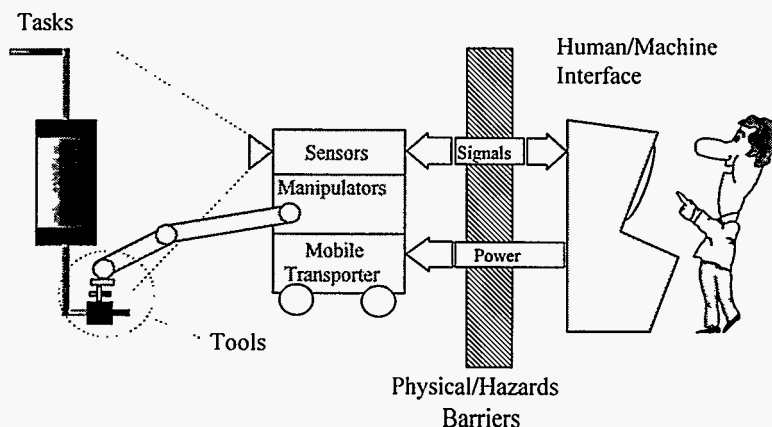 Tasks
Human/Machine
Interface
Sensors
Signals
Manipulators
Mobile
Transporter
Power
Tools
Physical/Hazards
Barriers